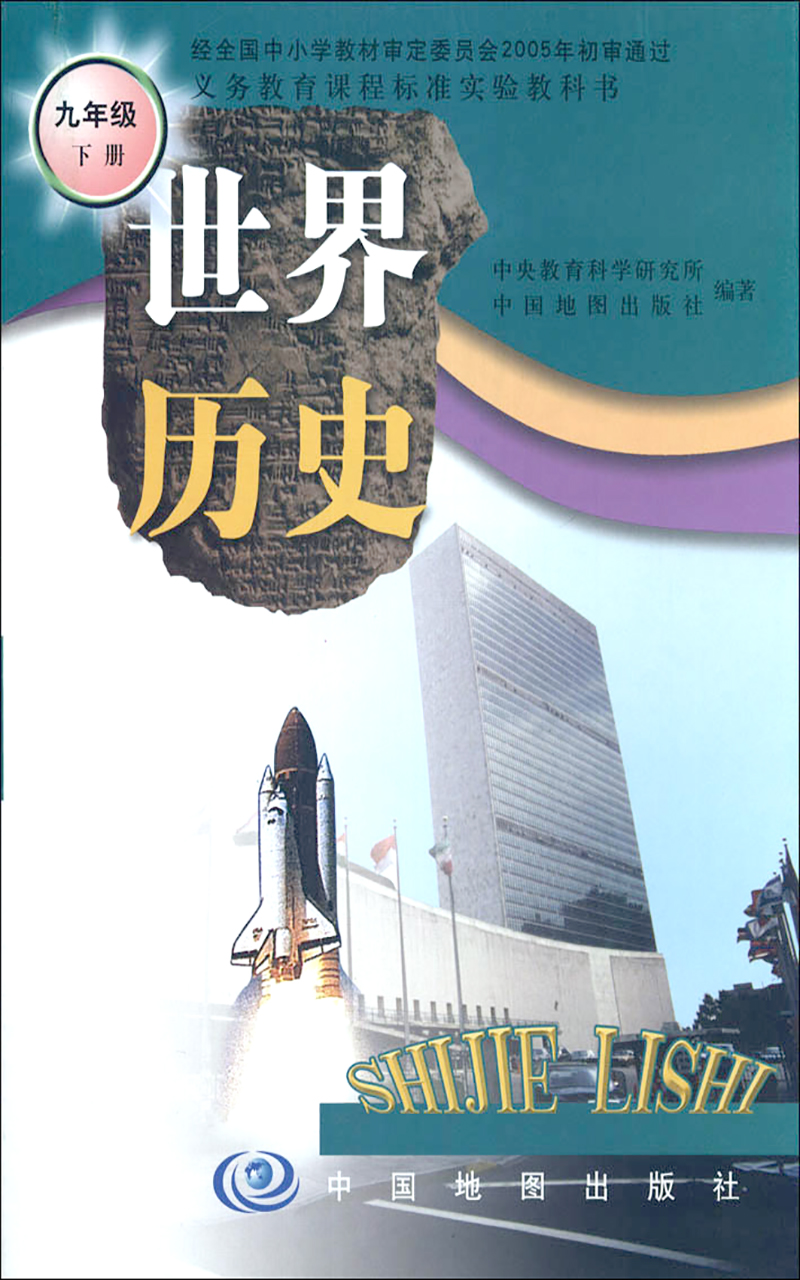 经全国中小学教材审定委员会2005年初审通过
义务教育课程标准实验教科书
九年级
下册
世界
历史
中央教育科学研究所
中国地图出版社
编著
SHIJIE LISHI
中国地图出版社